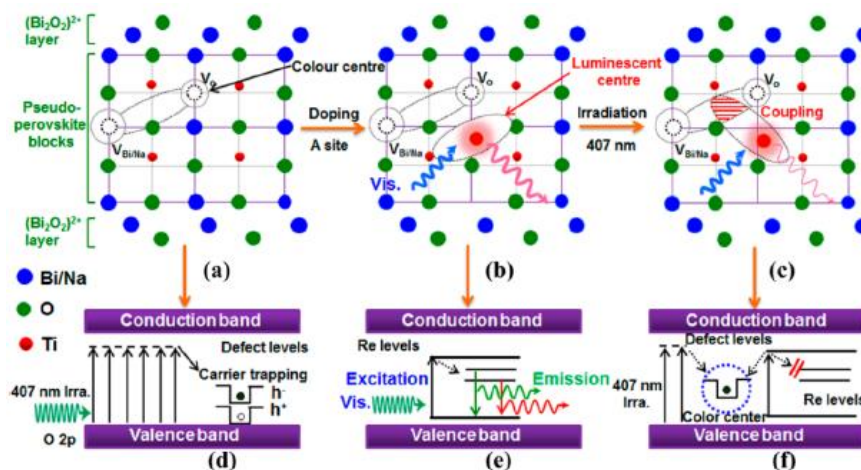 (Bi₂O₂)²⁺
layer
Pseudo-
perovskite
blocks
(Bi₂O₂)²⁺
layer
Vₒ
Colour centre
V_Bi/Na
(a)
Doping
A site
Vₒ
Luminescent
centre
V_Bi/Na
Vis.
(b)
Irradiation
407 nm
Vₒ
Coupling
V_Bi/Na
(c)
Bi/Na
O
Ti
Conduction band
Defect levels
Carrier trapping
h⁻
h⁺
407 nm Irra.
O 2p
Valence band
(d)
Conduction band
Re levels
Excitation
Emission
Vis.
Valence band
(e)
Conduction band
Defect levels
407 nm
Irra.
Re levels
Color center
Valence band
(f)